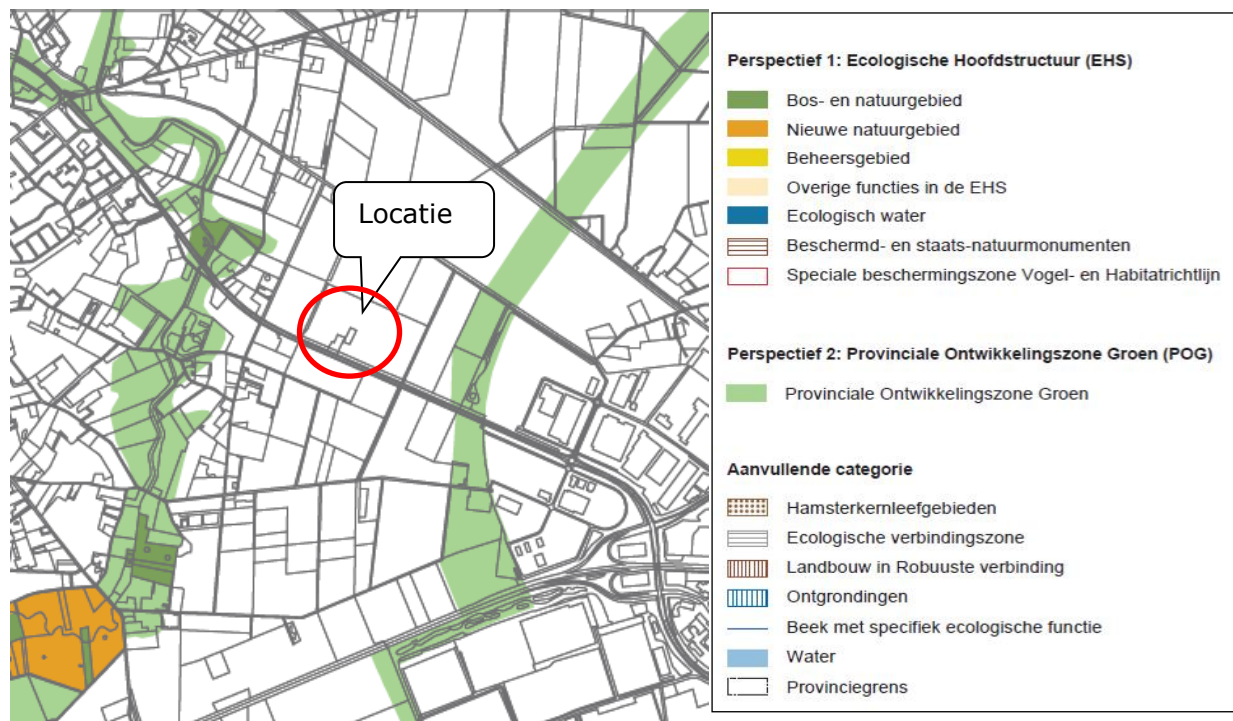 Locatie
Perspectief 1: Ecologische Hoofdstructuur (EHS)
Bos- en natuurgebied
Nieuwe natuurgebied
Beheersgebied
Overige functies in de EHS
Ecologisch water
Beschermd- en staats-natuurmonumenten
Speciale beschermingszone Vogel- en Habitatrichtlijn
Perspectief 2: Provinciale Ontwikkelingszone Groen (POG)
Provinciale Ontwikkelingszone Groen
Aanvullende categorie
Hamsterkernleefgebieden
Ecologische verbindingszone
Landbouw in Robuuste verbinding
Ontgrondingen
Beek met specifiek ecologische functie
Water
Provinciegrens